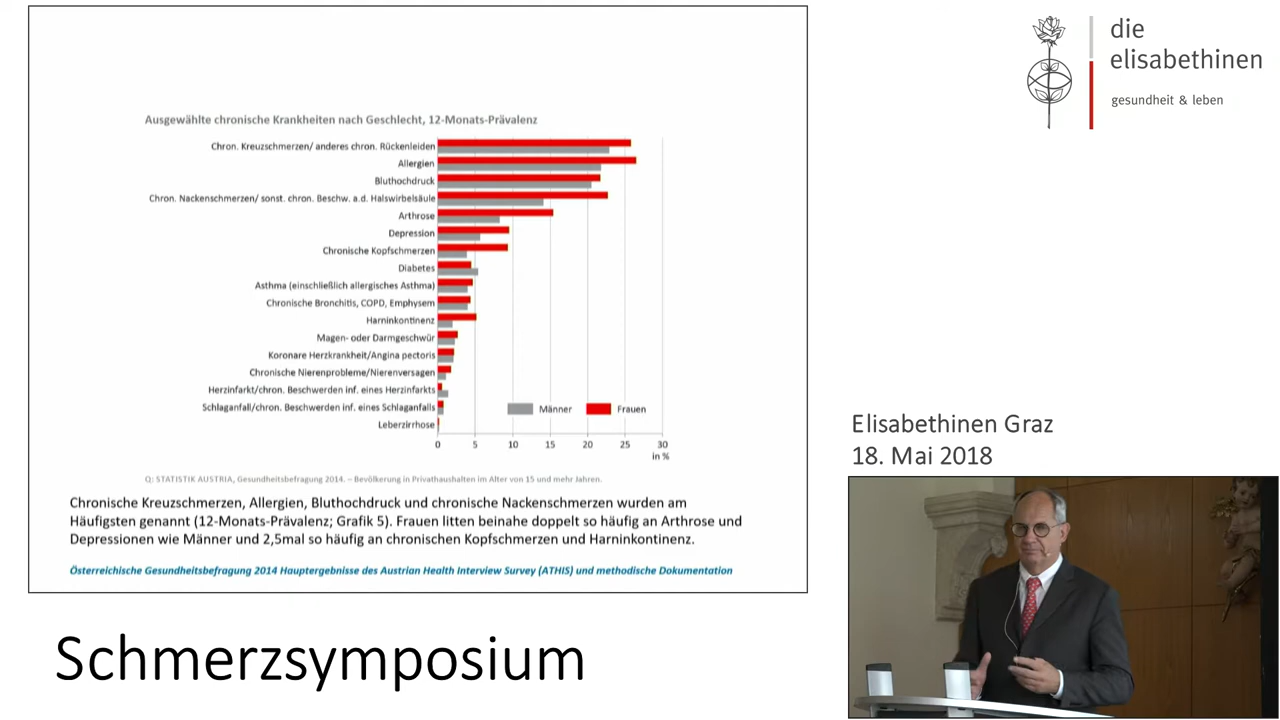 die
elisabethinen
gesundheit & leben
Ausgewählte chronische Krankheiten nach Geschlecht, 12-Monats-Prävalenz
Chron. Kreuzschmerzen/ anderes chron. Rückenleiden
Allergien
Bluthochdruck
Chron. Nackenschmerzen/ sonst. chron. Beschw. a.d. Halswirbelsäule
Arthrose
Depression
Chronische Kopfschmerzen
Diabetes
Asthma (einschließlich allergisches Asthma)
Chronische Bronchitis, COPD, Emphysem
Harninkontinenz
Magen- oder Darmgeschwür
Koronare Herzkrankheit/Angina pectoris
Chronische Nierenprobleme/Nierenversagen
Herzinfarkt/chron. Beschwerden inf. eines Herzinfarkts
Schlaganfall/chron. Beschwerden inf. eines Schlaganfalls
Leberzirrhose
Männer Frauen
0 5 10 15 20 25 30
in %
Q: STATISTIK AUSTRIA, Gesundheitsbefragung 2014. – Bevölkerung in Privathaushalten im Alter von 15 und mehr Jahren.
Chronische Kreuzschmerzen, Allergien, Bluthochdruck und chronische Nackenschmerzen wurden am
Häufigsten genannt (12-Monats-Prävalenz; Grafik 5). Frauen litten beinahe doppelt so häufig an Arthrose und
Depressionen wie Männer und 2,5mal so häufig an chronischen Kopfschmerzen und Harninkontinenz.
Österreichische Gesundheitsbefragung 2014 Hauptergebnisse des Austrian Health Interview Survey (ATHIS) und methodische Dokumentation
Elisabethinen Graz
18. Mai 2018
Schmerzsymposium